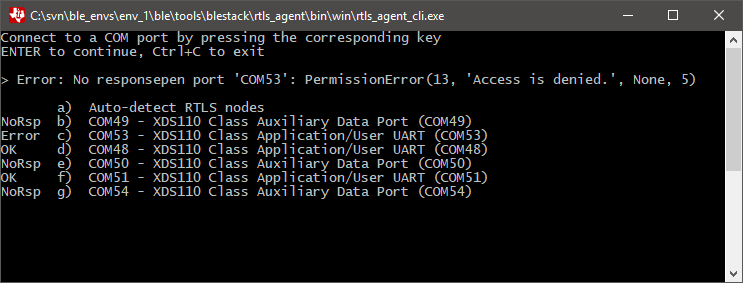 C:\svn\ble_envs\env_1\ble\tools\blestack\rtls_agent\bin\win\rtls_agent_cli.exe
Connect to a COM port by pressing the corresponding key
ENTER to continue, Ctrl+C to exit
> Error: No responsepen port 'COM53': PermissionError(13, 'Access is denied.', None, 5)
a) Auto-detect RTLS nodes
NoRsp b) COM49 - XDS110 Class Auxiliary Data Port (COM49)
Error c) COM53 - XDS110 Class Application/User UART (COM53)
OK d) COM48 - XDS110 Class Application/User UART (COM48)
NoRsp e) COM50 - XDS110 Class Auxiliary Data Port (COM50)
OK f) COM51 - XDS110 Class Application/User UART (COM51)
NoRsp g) COM54 - XDS110 Class Auxiliary Data Port (COM54)